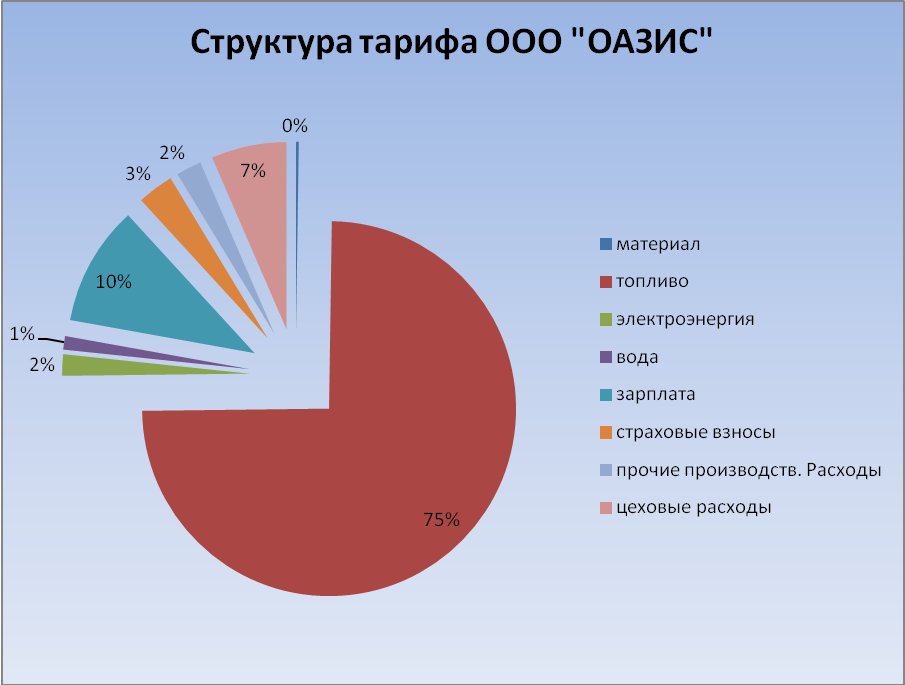 Структура тарифа ООО "ОАЗИС"
0%
2%
7%
3%
10%
1%
2%
75%
материал
топливо
электроэнергия
вода
зарплата
страховые взносы
прочие производств. Расходы
цеховые расходы